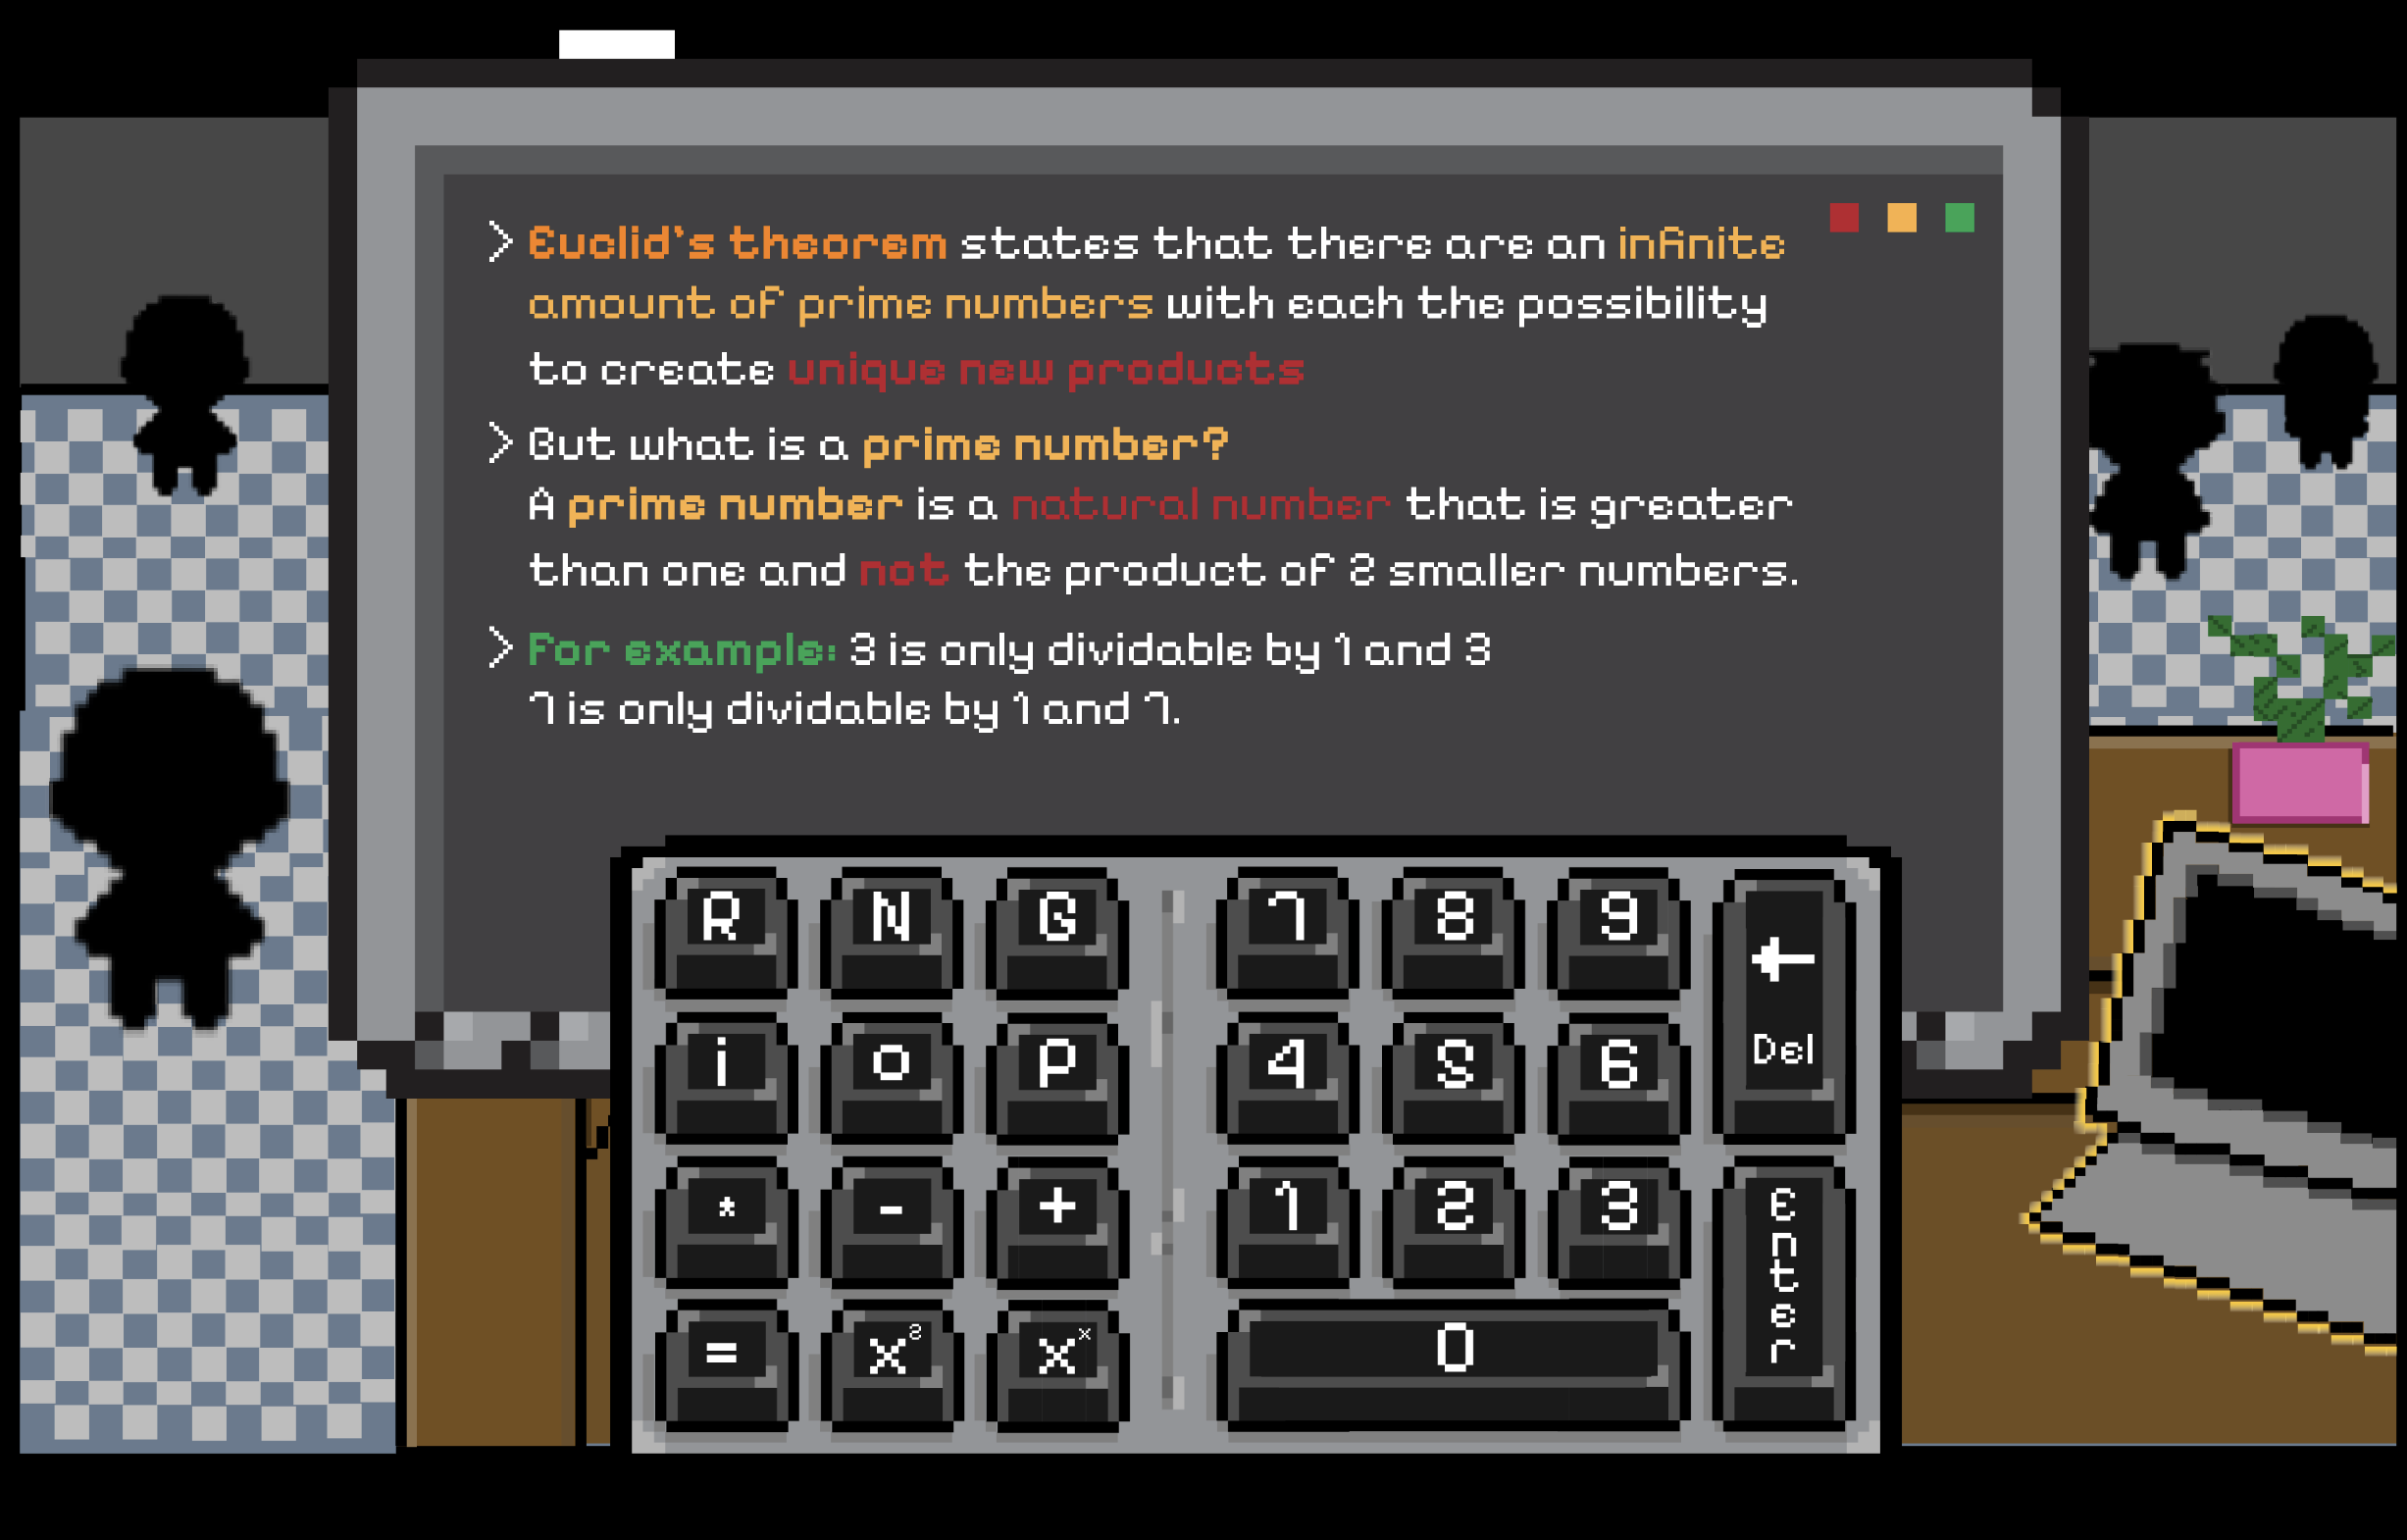 > Euclid's theorem states that there are an infinite
amount of prime numbers with each the possibility
to create unique new products
> But what is a prime number?
A prime number is a natural number that is greater
than one and not the product of 2 smaller numbers.
> For example: 3 is only dividable by 1 and 3
7 is only dividable by 1 and 7.
R N G 7 8 9 ←
Del
i o P 4 5 6
* - + 1 2 3
Enter
= x² xˣ 0